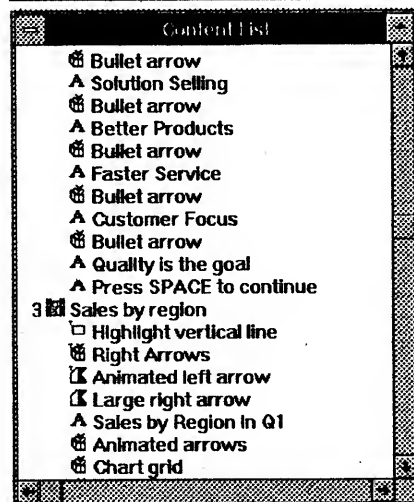 Content List
Bullet arrow
A Solution Selling
Bullet arrow
A Better Products
Bullet arrow
A Faster Service
Bullet arrow
A Customer Focus
Bullet arrow
A Quality is the goal
A Press SPACE to continue
3 Sales by region
Highlight vertical line
Right Arrows
Animated left arrow
Large right arrow
A Sales by Region in Q1
Animated arrows
Chart grid